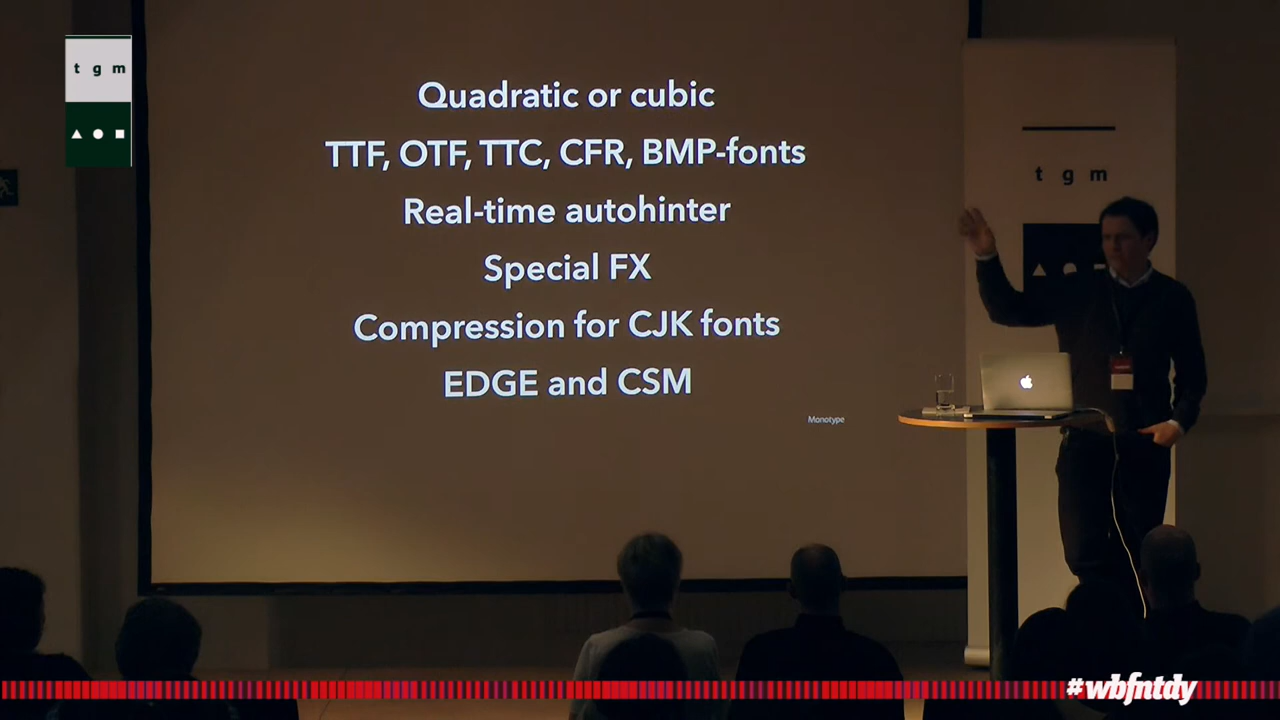 t g m
Quadratic or cubic
TTF, OTF, TTC, CFR, BMP-fonts
Real-time autohinter
Special FX
Compression for CJK fonts
EDGE and CSM
Monotype
t g m
#wbfntdy